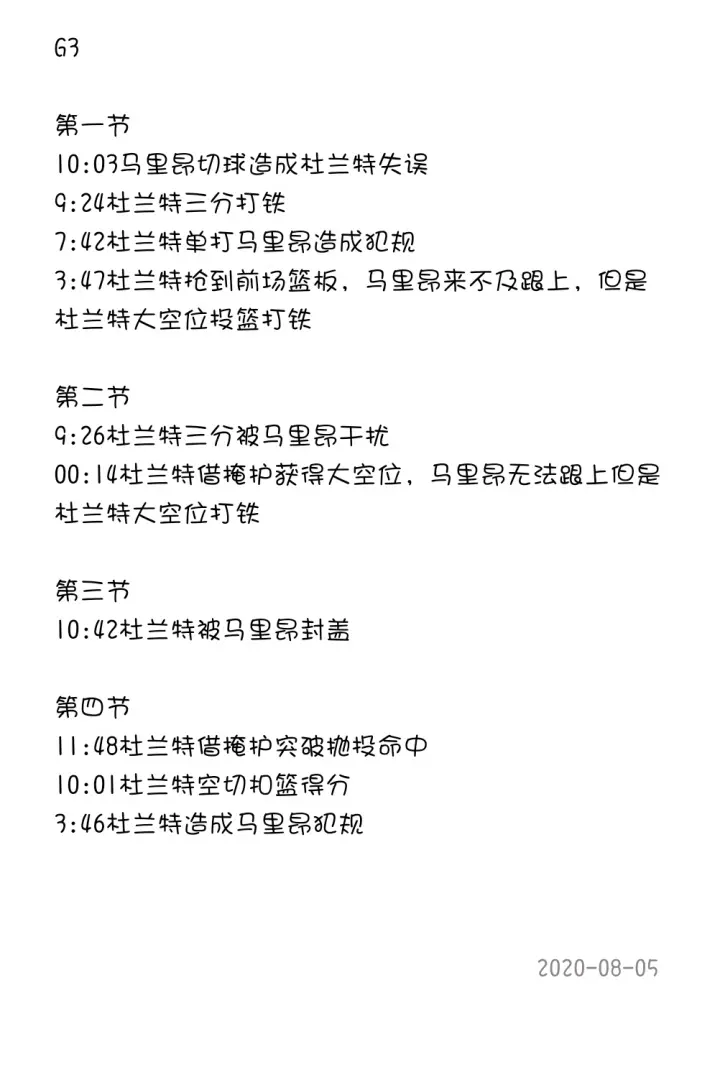 G3
第一节
10:03马里昂切球造成杜兰特失误
9:24杜兰特三分打铁
7:42杜兰特单打马里昂造成犯规
3:47杜兰特抢到前场篮板，马里昂来不及跟上，但是
杜兰特大空位投篮打铁
第二节
9:26杜兰特三分被马里昂干扰
00:14杜兰特借掩护获得大空位，马里昂无法跟上但是
杜兰特大空位打铁
第三节
10:42杜兰特被马里昂封盖
第四节
11:48杜兰特借掩护突破抛投命中
10:01杜兰特空切扣篮得分
3:46杜兰特造成马里昂犯规
2020-08-05